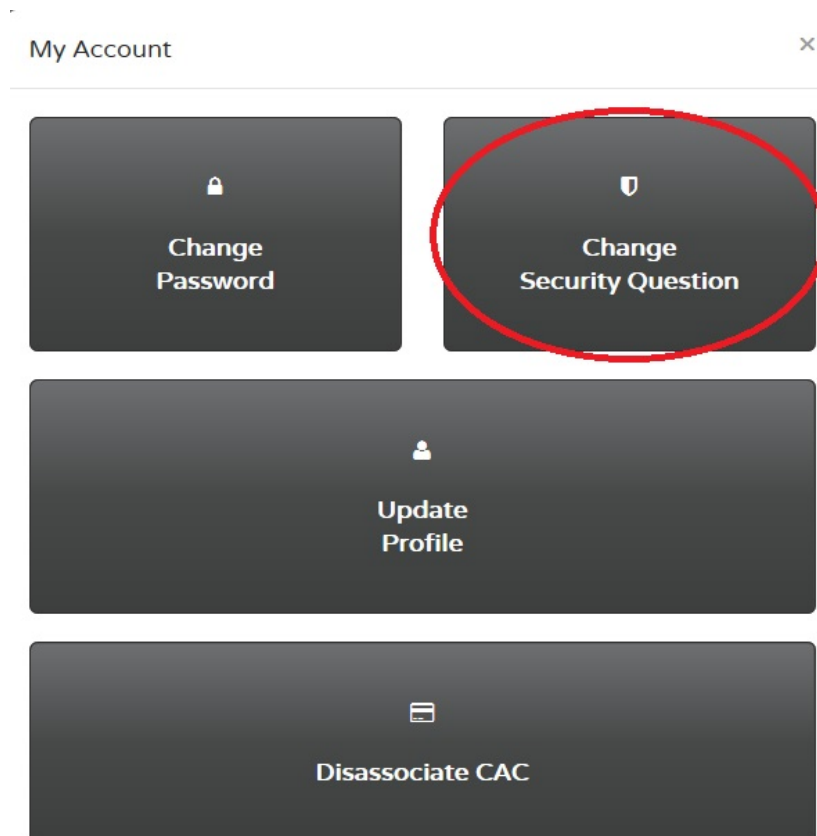 My Account
×
Change
Password
Change
Security Question
Update
Profile
Disassociate CAC